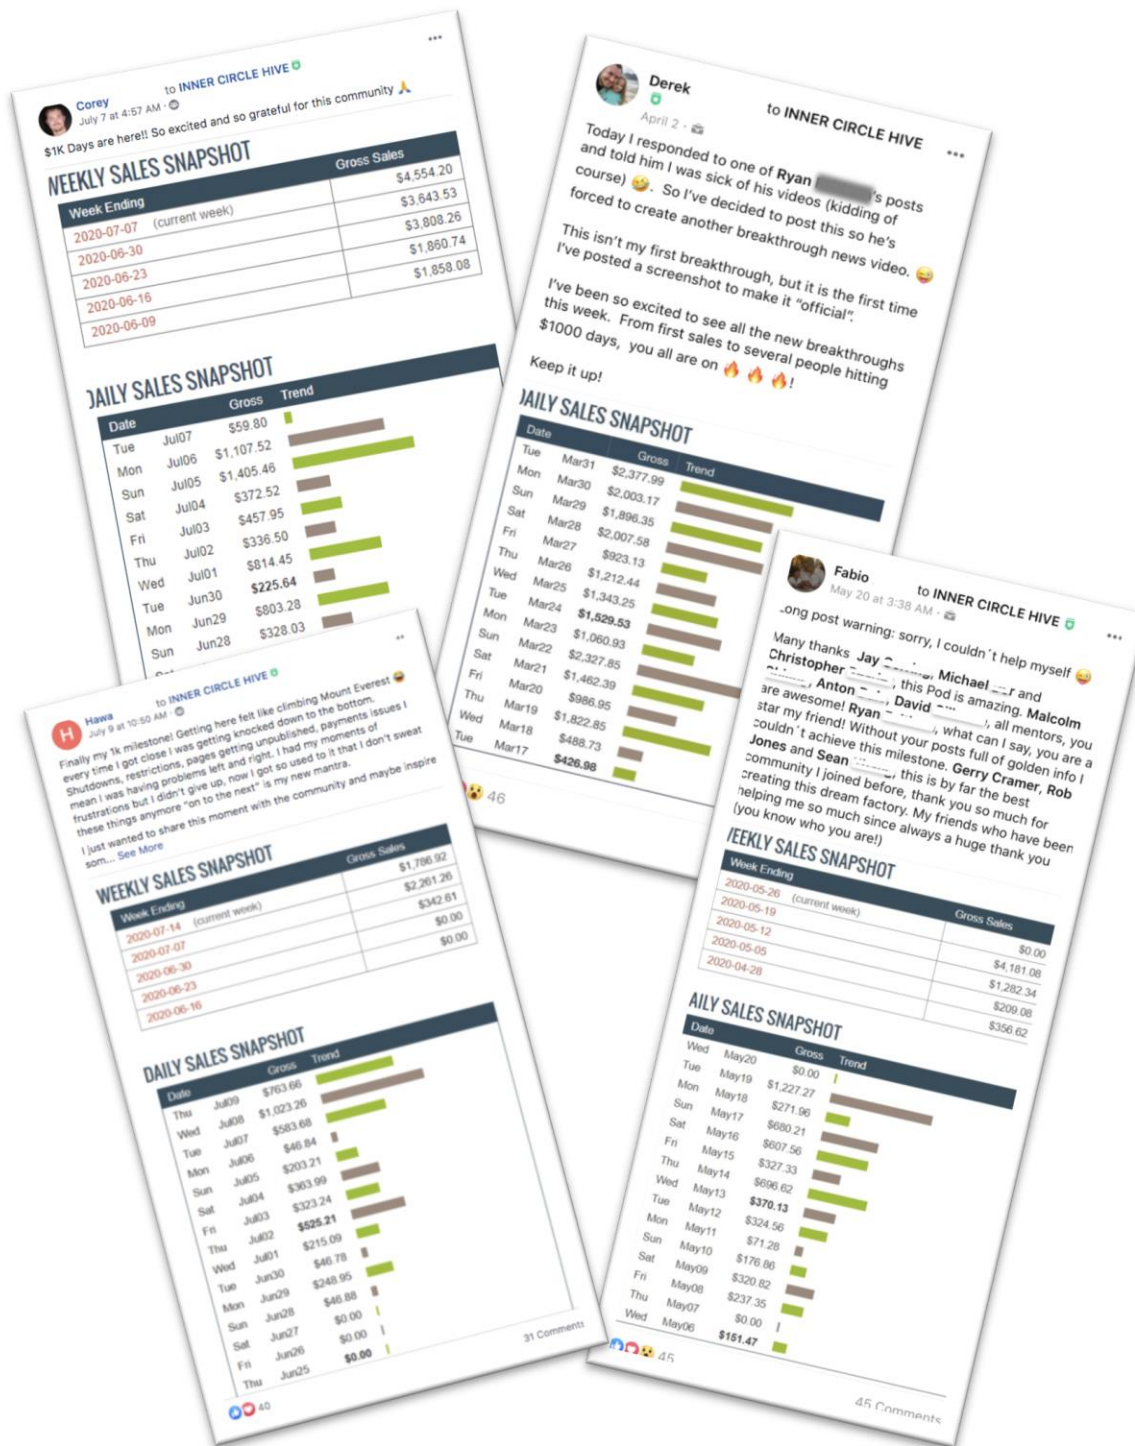 Corey to INNER CIRCLE HIVE
July 7 at 4:57 AM ·
$1K Days are here!! So excited and so grateful for this community 🙏
WEEKLY SALES SNAPSHOT
Week Ending Gross Sales
2020-07-07 (current week) $4,554.20
2020-06-30 $3,643.53
2020-06-23 $3,808.26
2020-06-16 $1,860.74
2020-06-09 $1,858.08
DAILY SALES SNAPSHOT
Date Gross Trend
Tue Jul07 $59.80
Mon Jul06 $1,107.52
Sun Jul05 $1,405.46
Sat Jul04 $372.52
Fri Jul03 $457.95
Thu Jul02 $336.50
Wed Jul01 $814.45
Tue Jun30 $225.64
Mon Jun29 $803.28
Sun Jun28 $328.03
Derek to INNER CIRCLE HIVE
April 2 ·
Today I responded to one of Ryan 's posts
and told him I was sick of his videos (kidding of
course) 🤣. So I've decided to post this so he's
forced to create another breakthrough news video. 😜
This isn't my first breakthrough, but it is the first time
I've posted a screenshot to make it "official".
I've been so excited to see all the new breakthroughs
this week. From first sales to several people hitting
$1000 days, you all are on 🔥 🔥 🔥!
Keep it up!
DAILY SALES SNAPSHOT
Date Gross Trend
Tue Mar31 $2,377.99
Mon Mar30 $2,003.17
Sun Mar29 $1,896.35
Sat Mar28 $2,007.58
Fri Mar27 $923.13
Thu Mar26 $1,212.44
Wed Mar25 $1,343.25
Tue Mar24 $1,529.53
Mon Mar23 $1,060.93
Sun Mar22 $2,327.85
Sat Mar21 $1,462.39
Fri Mar20 $986.95
Thu Mar19 $1,822.85
Wed Mar18 $488.73
Tue Mar17 $426.98
46
H
Hawa to INNER CIRCLE HIVE
July 9 at 10:50 AM ·
Finally my 1k milestone! Getting here felt like climbing Mount Everest 😂
every time I got close I was getting knocked down to the bottom.
Shutdowns, restrictions, pages getting unpublished, payments issues I
mean I was having problems left and right. I had my moments of
frustrations but I didn't give up, now I got so used to it that I don't sweat
these things anymore "on to the next" is my new mantra.
I just wanted to share this moment with the community and maybe inspire
som... See More
WEEKLY SALES SNAPSHOT
Week Ending Gross Sales
2020-07-14 (current week) $1,786.92
2020-07-07 $2,261.26
2020-06-30 $342.61
2020-06-23 $0.00
2020-06-16 $0.00
DAILY SALES SNAPSHOT
Date Gross Trend
Thu Jul09 $763.66
Wed Jul08 $1,023.26
Tue Jul07 $583.68
Mon Jul06 $46.84
Sun Jul05 $203.21
Sat Jul04 $363.99
Fri Jul03 $323.24
Thu Jul02 $525.21
Wed Jul01 $215.09
Tue Jun30 $46.78
Mon Jun29 $248.95
Sun Jun28 $46.88
Sat Jun27 $0.00
Fri Jun26 $0.00
Thu Jun25 $0.00
40 31 Comments
Fabio to INNER CIRCLE HIVE
May 20 at 3:38 AM ·
Long post warning: sorry, I couldn´t help myself 😜
Many thanks Jay , Michael and
Christopher , this Pod is amazing. Malcolm
, Anton , David , all mentors, you
are awesome! Ryan , what can I say, you are a
star my friend! Without your posts full of golden info I
couldn´t achieve this milestone. Gerry Cramer, Rob
Jones and Sean , this is by far the best
community I joined before, thank you so much for
creating this dream factory. My friends who have been
helping me so much since always a huge thank you
(you know who you are!)
WEEKLY SALES SNAPSHOT
Week Ending Gross Sales
2020-05-26 (current week) $0.00
2020-05-19 $4,181.08
2020-05-12 $1,282.34
2020-05-05 $209.08
2020-04-28 $356.62
DAILY SALES SNAPSHOT
Date Gross Trend
Wed May20 $0.00
Tue May19 $1,227.27
Mon May18 $271.96
Sun May17 $680.21
Sat May16 $607.56
Fri May15 $327.33
Thu May14 $696.62
Wed May13 $370.13
Tue May12 $324.56
Mon May11 $71.28
Sun May10 $176.86
Sat May09 $320.82
Fri May08 $237.35
Thu May07 $0.00
Wed May06 $151.47
45
45 Comments